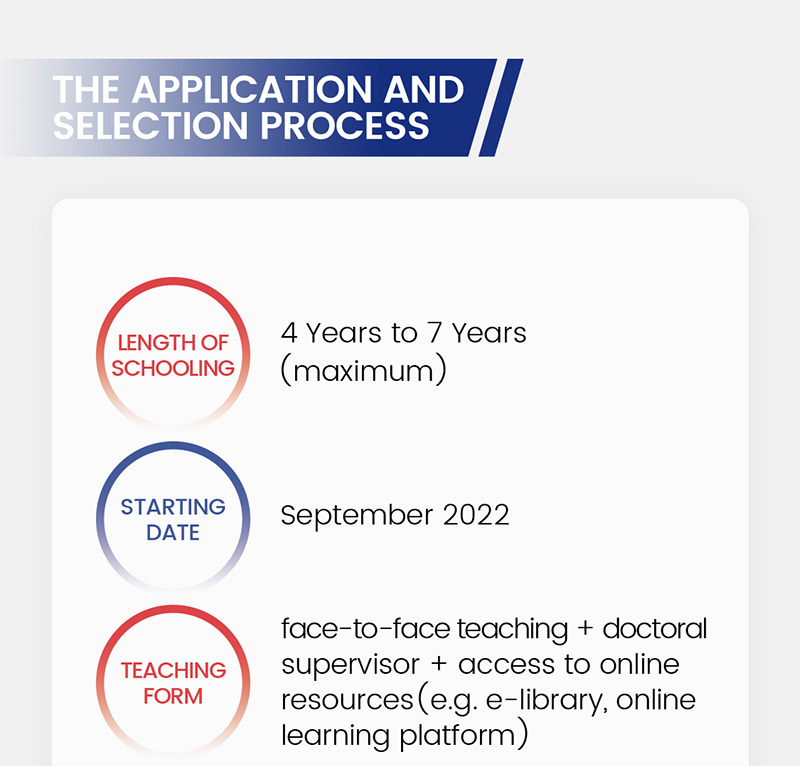 THE APPLICATION AND
SELECTION PROCESS
LENGTH OF
SCHOOLING
4 Years to 7 Years
(maximum)
STARTING
DATE
September 2022
TEACHING
FORM
face-to-face teaching + doctoral
supervisor + access to online
resources(e.g. e-library, online
learning platform)